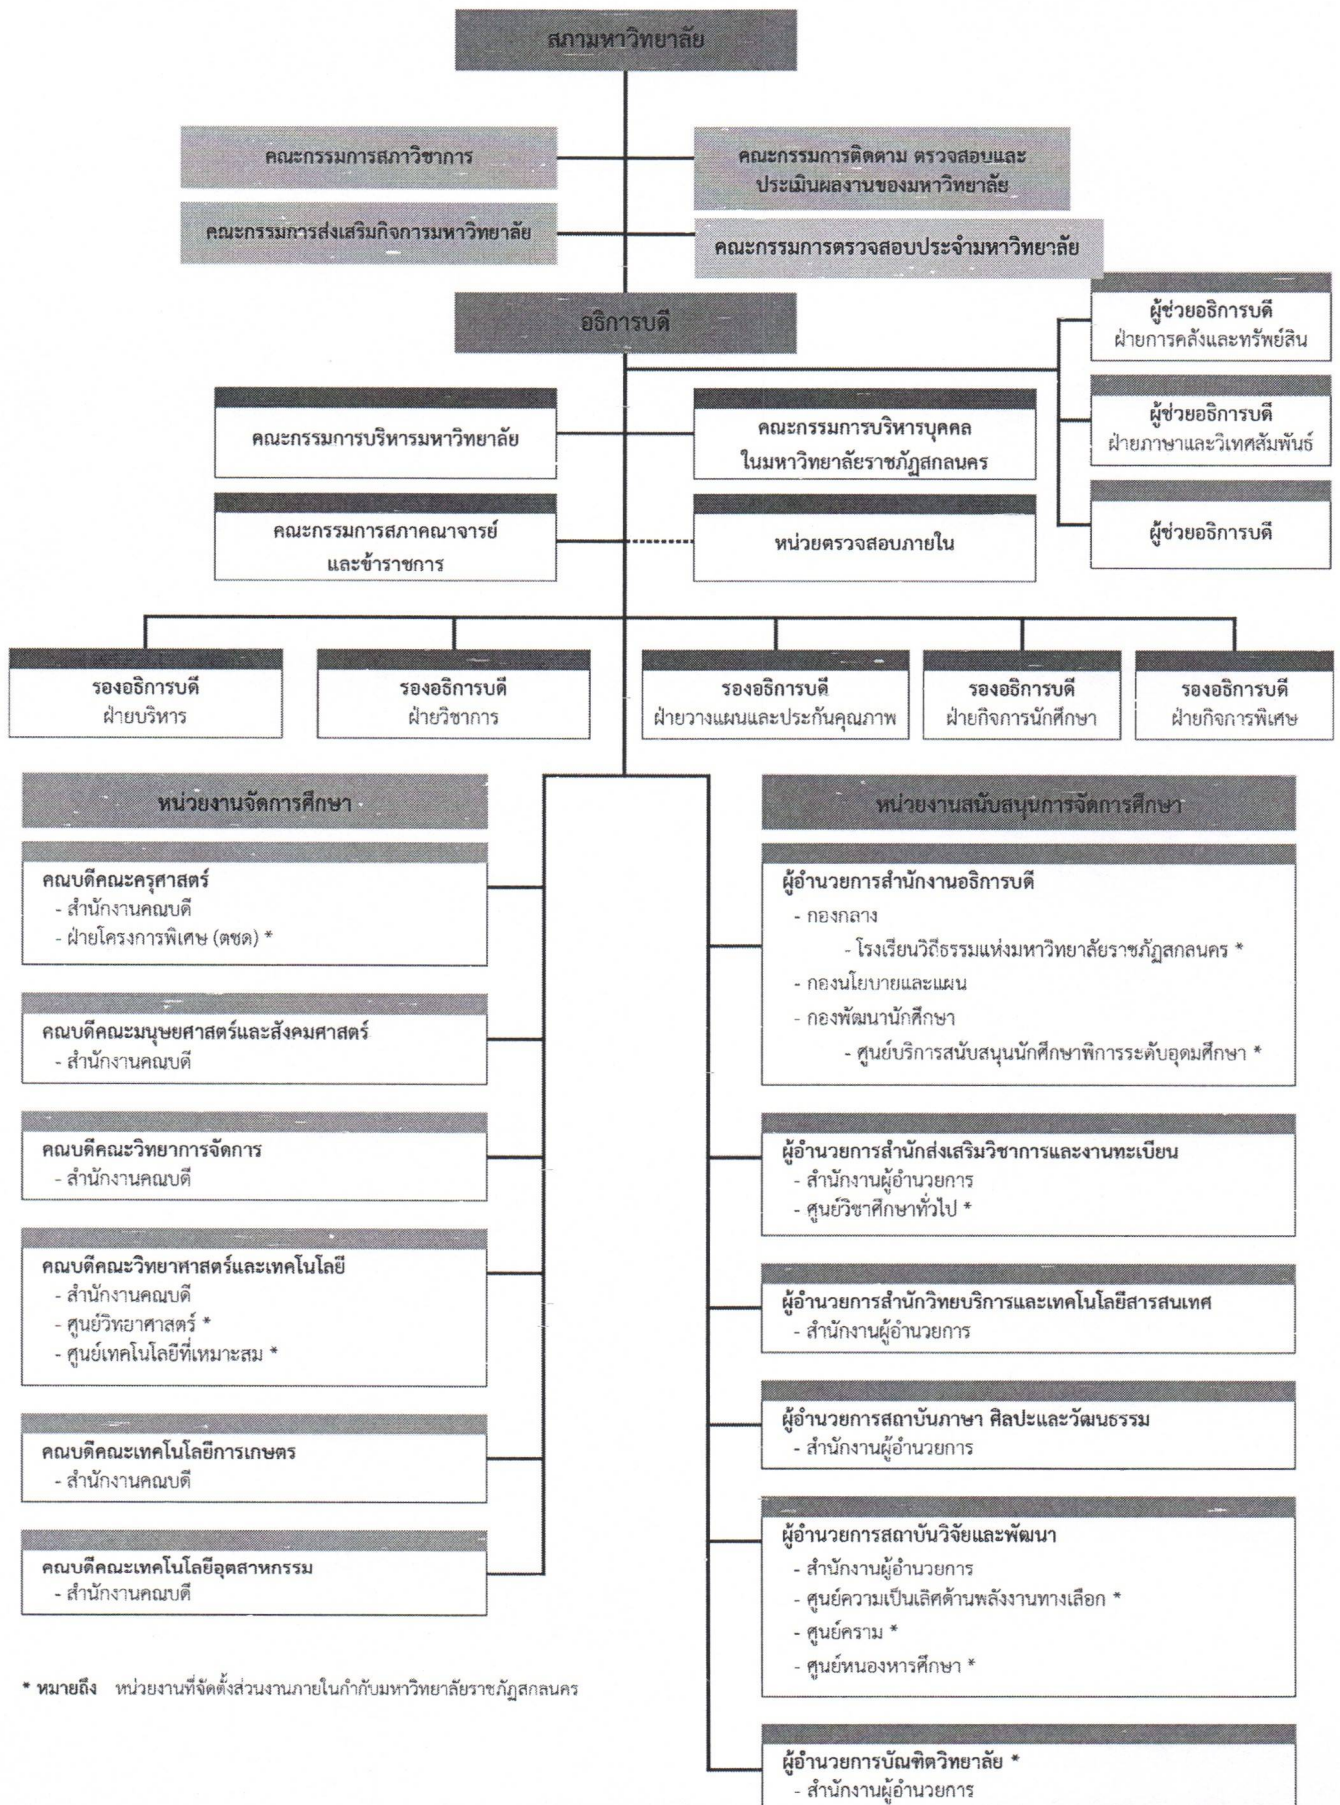 สภามหาวิทยาลัย
คณะกรรมการสภาวิชาการ
คณะกรรมการติดตาม ตรวจสอบและ
ประเมินผลงานของมหาวิทยาลัย
คณะกรรมการส่งเสริมกิจการมหาวิทยาลัย
คณะกรรมการตรวจสอบประจำมหาวิทยาลัย
อธิการบดี
ผู้ช่วยอธิการบดี
ฝ่ายการคลังและทรัพย์สิน
ผู้ช่วยอธิการบดี
ฝ่ายภาษาและวิเทศสัมพันธ์
ผู้ช่วยอธิการบดี
คณะกรรมการบริหารมหาวิทยาลัย
คณะกรรมการบริหารบุคคล
ในมหาวิทยาลัยราชภัฏสกลนคร
คณะกรรมการสภาคณาจารย์
และข้าราชการ
หน่วยตรวจสอบภายใน
รองอธิการบดี
ฝ่ายบริหาร
รองอธิการบดี
ฝ่ายวิชาการ
รองอธิการบดี
ฝ่ายวางแผนและประกันคุณภาพ
รองอธิการบดี
ฝ่ายกิจการนักศึกษา
รองอธิการบดี
ฝ่ายกิจการพิเศษ
หน่วยงานจัดการศึกษา
คณบดีคณะครุศาสตร์
- สำนักงานคณบดี
- ฝ่ายโครงการพิเศษ (ตชด) *
คณบดีคณะมนุษยศาสตร์และสังคมศาสตร์
- สำนักงานคณบดี
คณบดีคณะวิทยาการจัดการ
- สำนักงานคณบดี
คณบดีคณะวิทยาศาสตร์และเทคโนโลยี
- สำนักงานคณบดี
- ศูนย์วิทยาศาสตร์ *
- ศูนย์เทคโนโลยีที่เหมาะสม *
คณบดีคณะเทคโนโลยีการเกษตร
- สำนักงานคณบดี
คณบดีคณะเทคโนโลยีอุตสาหกรรม
- สำนักงานคณบดี
* หมายถึง หน่วยงานที่จัดตั้งส่วนงานภายในกำกับมหาวิทยาลัยราชภัฏสกลนคร
หน่วยงานสนับสนุนการจัดการศึกษา
ผู้อำนวยการสำนักงานอธิการบดี
- กองกลาง
- โรงเรียนวิถีธรรมแห่งมหาวิทยาลัยราชภัฏสกลนคร *
- กองนโยบายและแผน
- กองพัฒนานักศึกษา
- ศูนย์บริการสนับสนุนนักศึกษาพิการระดับอุดมศึกษา *
ผู้อำนวยการสำนักส่งเสริมวิชาการและงานทะเบียน
- สำนักงานผู้อำนวยการ
- ศูนย์วิชาศึกษาทั่วไป *
ผู้อำนวยการสำนักวิทยบริการและเทคโนโลยีสารสนเทศ
- สำนักงานผู้อำนวยการ
ผู้อำนวยการสถาบันภาษา ศิลปะและวัฒนธรรม
- สำนักงานผู้อำนวยการ
ผู้อำนวยการสถาบันวิจัยและพัฒนา
- สำนักงานผู้อำนวยการ
- ศูนย์ความเป็นเลิศด้านพลังงานทางเลือก *
- ศูนย์คราม *
- ศูนย์หนองหารศึกษา *
ผู้อำนวยการบัณฑิตวิทยาลัย *
- สำนักงานผู้อำนวยการ